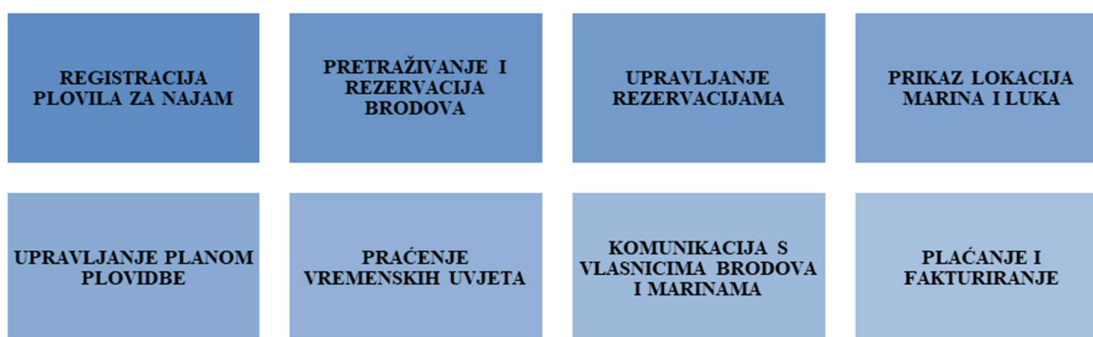 REGISTRACIJA
PLOVILA ZA NAJAM
PRETRAŽIVANJE I
REZERVACIJA
BRODOVA
UPRAVLJANJE
REZERVACIJAMA
PRIKAZ LOKACIJA
MARINA I LUKA
UPRAVLJANJE PLANOM
PLOVIDBE
PRAĆENJE
VREMENSKIH UVJETA
KOMUNIKACIJA S
VLASNICIMA BRODOVA
I MARINAMA
PLAĆANJE I
FAKTURIRANJE